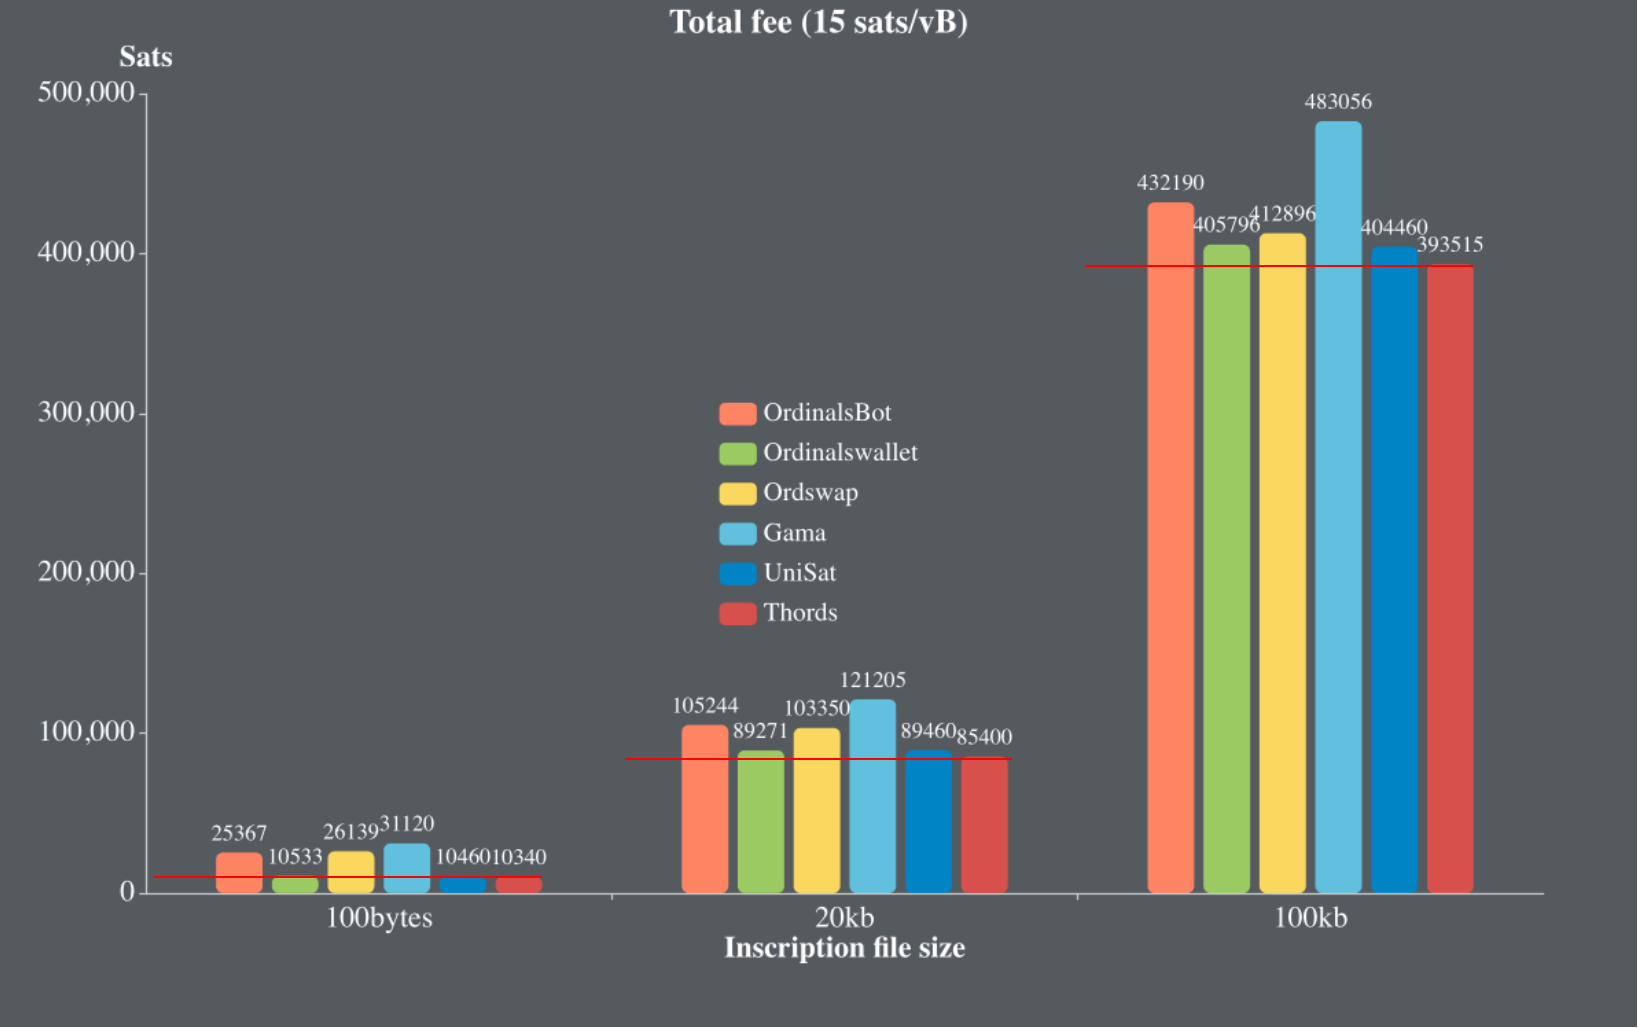 Total fee (15 sats/vB)
Sats
500,000
400,000
300,000
200,000
100,000
0
483056
432190
405796
412896
404460
393515
OrdinalsBot
Ordinalswallet
Ordswap
Gama
UniSat
Thords
105244
89271
103350
121205
89460
85400
25367
10533
26139
31120
10460
10340
100bytes
20kb
100kb
Inscription file size